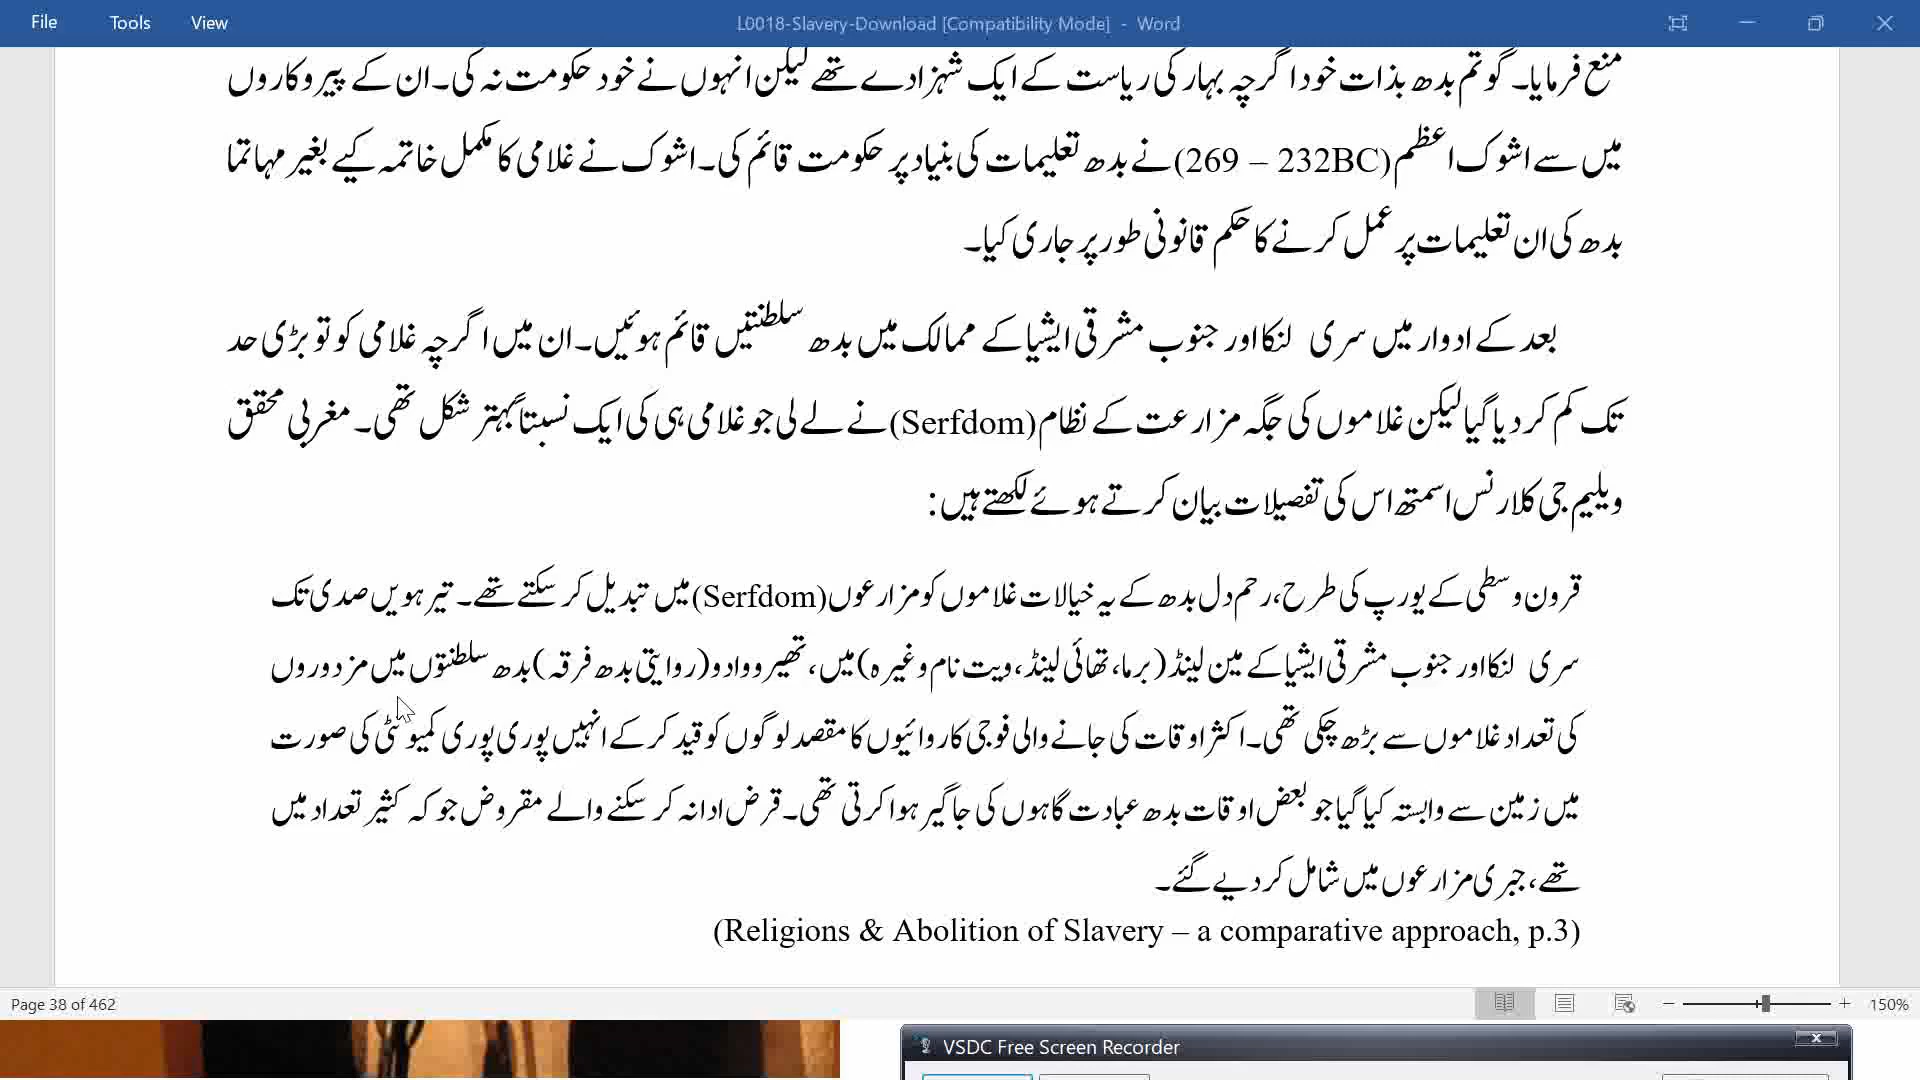 File Tools View L0018-Slavery-Download [Compatibility Mode] - Word
منع فرمایا۔ گوتم بدھ بذات خود اگرچہ بہار کی ریاست کے ایک شہزادے تھے لیکن انہوں نے خود حکومت نہ کی۔ ان کے پیروکاروں
میں سے اشوک اعظم (269 – 232BC) نے بدھ تعلیمات کی بنیاد پر حکومت قائم کی۔ اشوک نے غلامی کا مکمل خاتمہ کیے بغیر مہاتما
بدھ کی ان تعلیمات پر عمل کرنے کا حکم قانونی طور پر جاری کیا۔
بعد کے ادوار میں سری لنکا اور جنوب مشرقی ایشیا کے ممالک میں بدھ سلطنتیں قائم ہوئیں۔ ان میں اگرچہ غلامی کو تو بڑی حد
تک کم کر دیا گیا لیکن غلاموں کی جگہ مزارعت کے نظام (Serfdom) نے لے لی جو غلامی ہی کی ایک نسبتاً بہتر شکل تھی۔ مغربی محقق
ویلیم جی کلارنس اسمتھ اس کی تفصیلات بیان کرتے ہوئے لکھتے ہیں:
قرون وسطی کے یورپ کی طرح، رحم دل بدھ کے یہ خیالات غلاموں کو مزارعوں (Serfdom) میں تبدیل کر سکتے تھے۔ تیرہویں صدی تک
سری لنکا اور جنوب مشرقی ایشیا کے مین لینڈ (برما، تھائی لینڈ، ویت نام وغیرہ) میں، تھیرووادو (روایتی بدھ فرقہ) بدھ سلطنتوں میں مزدوروں
کی تعداد غلاموں سے بڑھ چکی تھی۔ اکثر اوقات کی جانے والی فوجی کاروائیوں کا مقصد لوگوں کو قید کر کے انہیں پوری پوری کمیونٹی کی صورت
میں زمین سے وابستہ کیا گیا جو بعض اوقات بدھ عبادت گاہوں کی جاگیر ہوا کرتی تھی۔ قرض ادا نہ کر سکنے والے مقروض جو کہ کثیر تعداد میں
تھے، جبری مزارعوں میں شامل کر دیے گئے۔
(Religions & Abolition of Slavery – a comparative approach, p.3)
Page 38 of 462 150%
VSDC Free Screen Recorder